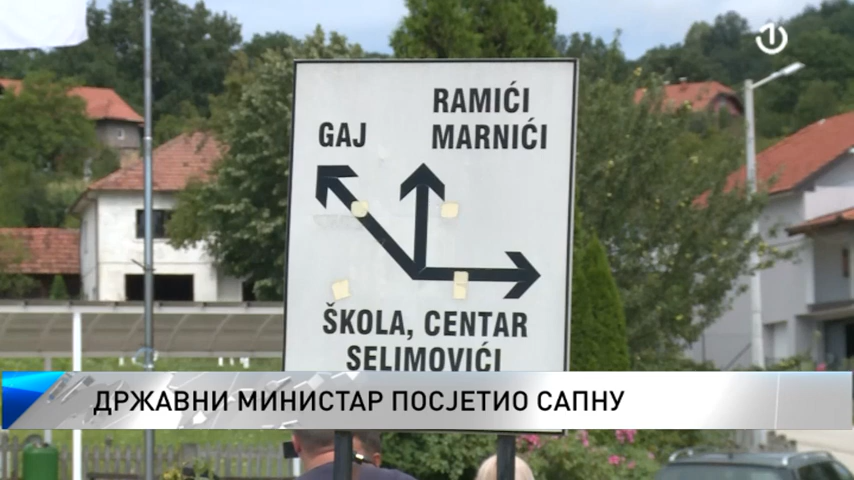 GAJ
RAMIĆI
MARNIĆI
ŠKOLA, CENTAR
SELIMOVIĆI
ДРЖАВНИ МИНИСТАР ПОСЈЕТИО САПНУ